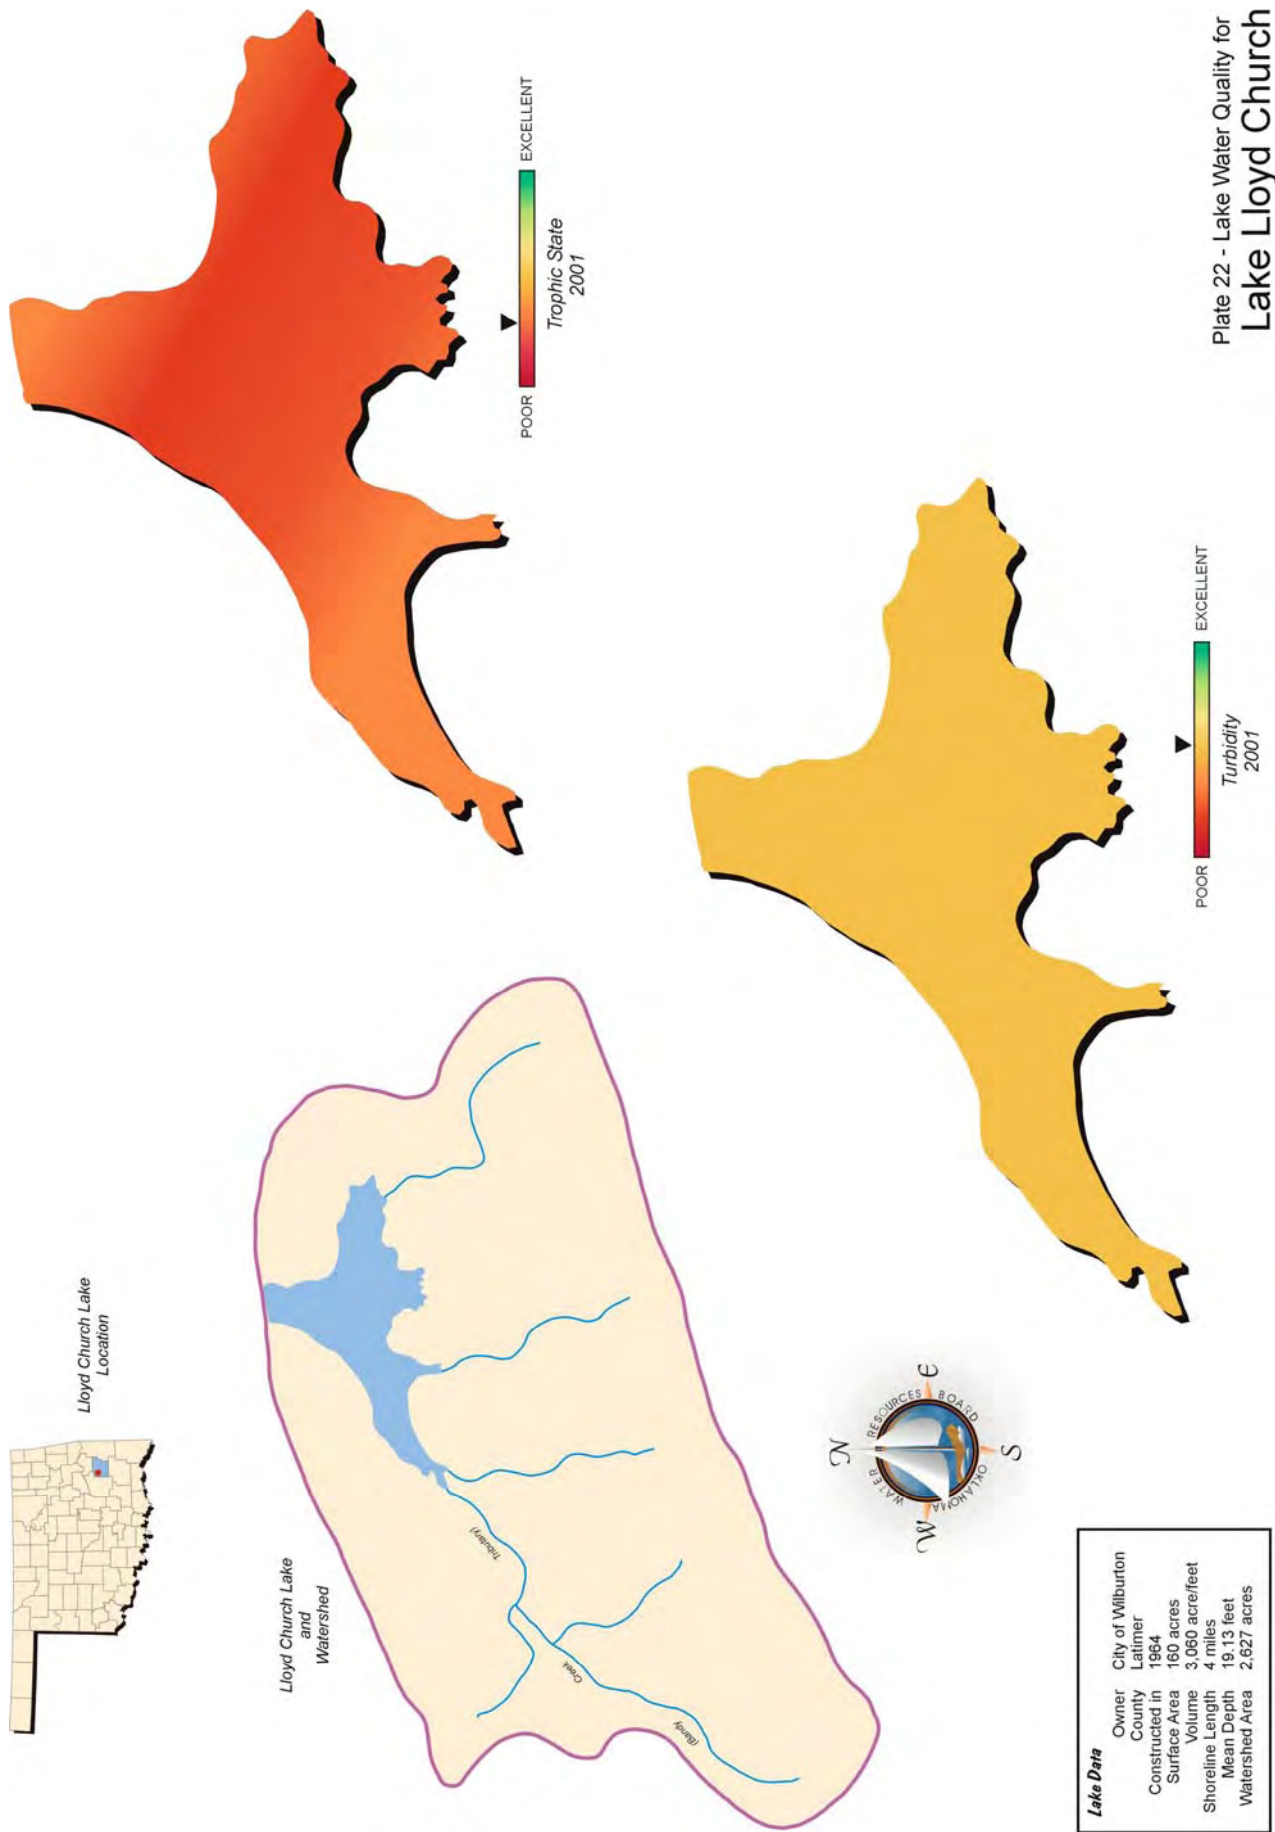 Plate 22 - Lake Water Quality for
Lake Lloyd Church
Lloyd Church Lake
Location
Lloyd Church Lake
and
Watershed
Tributary)
Creek
(Bandy
POOR
EXCELLENT
Trophic State
2001
POOR
EXCELLENT
Turbidity
2001
N
W
E
S
OKLAHOMA WATER RESOURCES BOARD
Lake Data
Owner City of Wilburton
County Latimer
Constructed in 1964
Surface Area 160 acres
Volume 3,060 acre/feet
Shoreline Length 4 miles
Mean Depth 19.13 feet
Watershed Area 2,627 acres